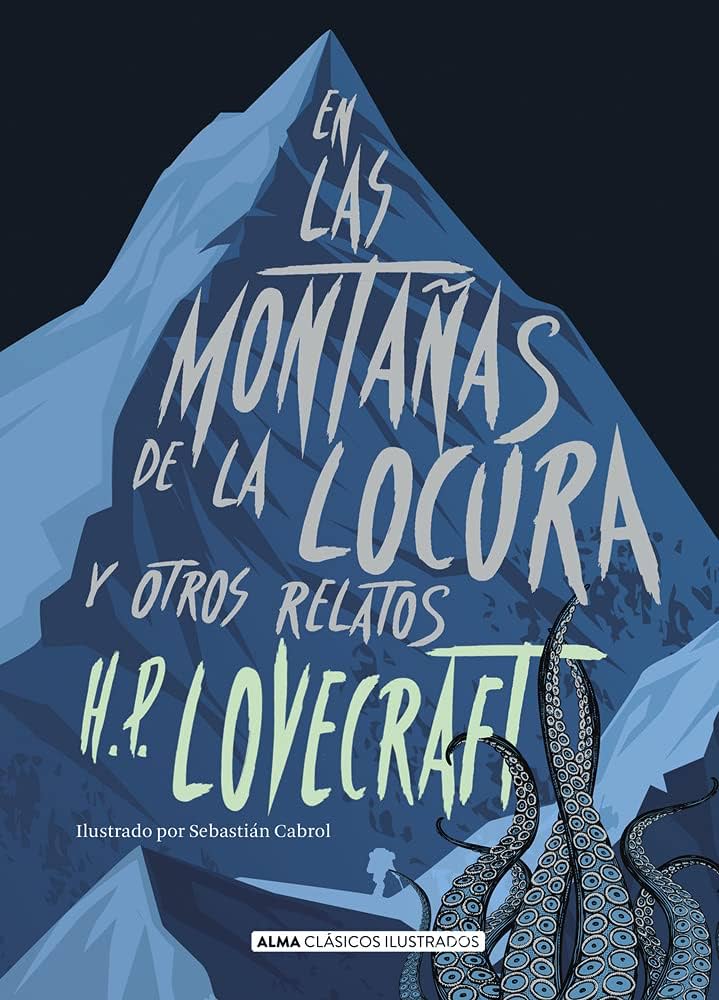 EN
LAS
MONTAÑAS
DE LA LOCURA
Y OTROS RELATOS
H.P. LOVECRAFT
Ilustrado por Sebastián Cabrol
ALMA CLÁSICOS ILUSTRADOS